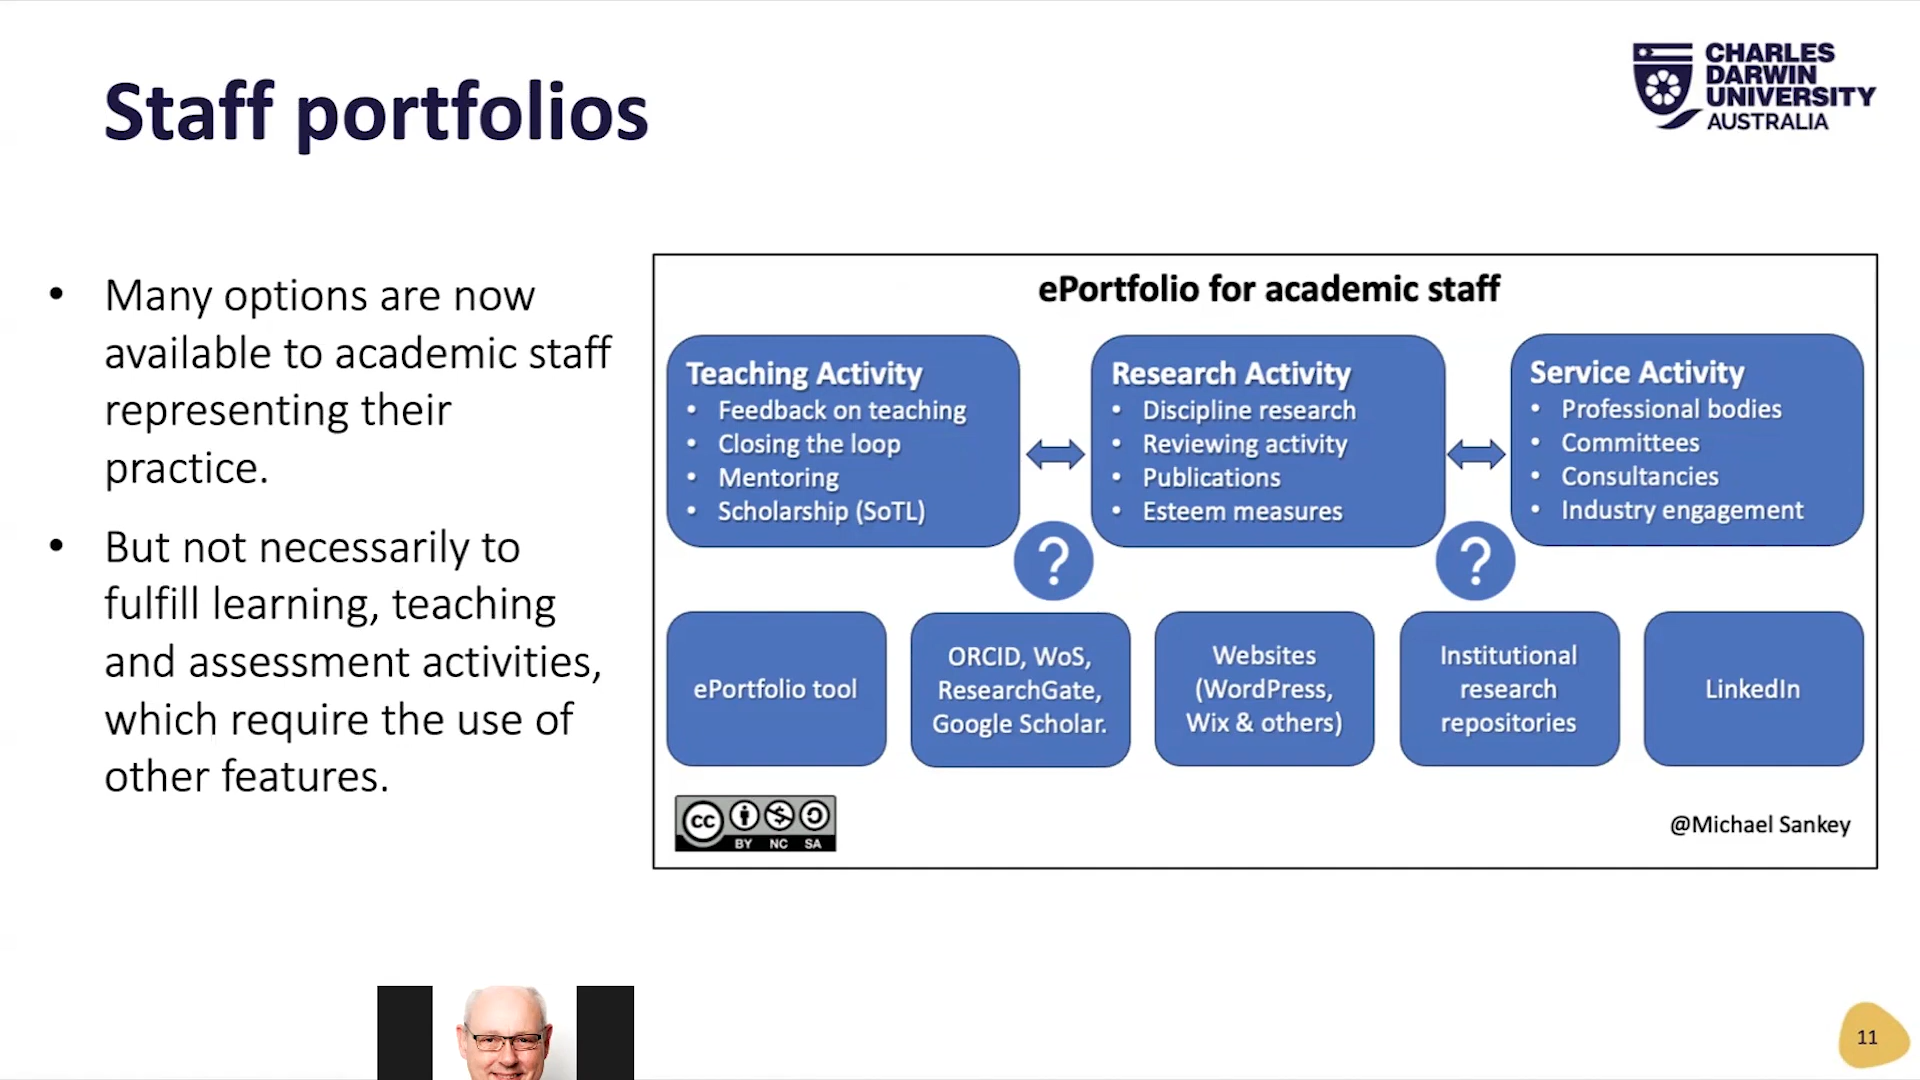 Staff portfolios
CHARLES
DARWIN
UNIVERSITY
AUSTRALIA
• Many options are now
available to academic staff
representing their
practice.
• But not necessarily to
fulfill learning, teaching
and assessment activities,
which require the use of
other features.
ePortfolio for academic staff
Teaching Activity
• Feedback on teaching
• Closing the loop
• Mentoring
• Scholarship (SoTL)
Research Activity
• Discipline research
• Reviewing activity
• Publications
• Esteem measures
Service Activity
• Professional bodies
• Committees
• Consultancies
• Industry engagement
?
?
ePortfolio tool
ORCID, WoS,
ResearchGate,
Google Scholar.
Websites
(WordPress,
Wix & others)
Institutional
research
repositories
LinkedIn
cc
BY NC SA
@Michael Sankey
11